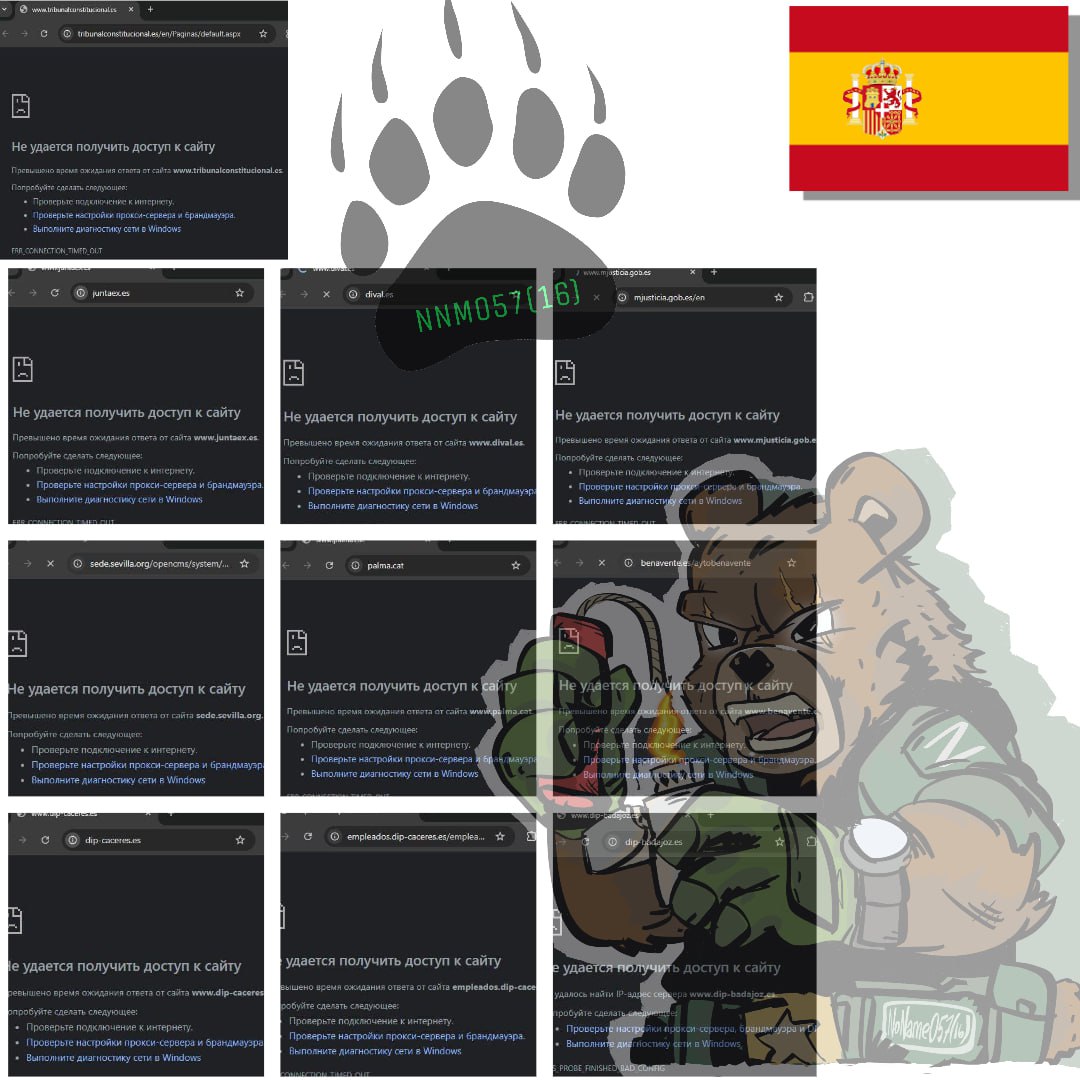 www.tribunalconstitucional.es
tribunalconstitucional.es/en/Paginas/default.aspx
Не удается получить доступ к сайту
Превышено время ожидания ответа от сайта www.tribunalconstitucional.es.
Попробуйте сделать следующее:
Проверьте подключение к интернету.
Проверьте настройки прокси-сервера и брандмауэра.
Выполните диагностику сети в Windows
ERR_CONNECTION_TIMED_OUT
NNM057(16)
juntaex.es
Не удается получить доступ к сайту
Превышено время ожидания ответа от сайта www.juntaex.es.
Попробуйте сделать следующее:
Проверьте подключение к интернету.
Проверьте настройки прокси-сервера и брандмауэра.
Выполните диагностику сети в Windows
ERR_CONNECTION_TIMED_OUT
dival.es
Не удается получить доступ к сайту
Превышено время ожидания ответа от сайта www.dival.es.
Попробуйте сделать следующее:
Проверьте подключение к интернету.
Проверьте настройки прокси-сервера и брандмауэра
Выполните диагностику сети в Windows
www.mjusticia.gob.es
mjusticia.gob.es/en
Не удается получить доступ к сайту
Превышено время ожидания ответа от сайта www.mjusticia.gob.e
Попробуйте сделать следующее:
Проверьте подключение к интернету.
Проверьте настройки прокси-сервера и брандмауэра.
Выполните диагностику сети в Windows
ERR_CONNECTION_TIMED_OUT
sede.sevilla.org/opencms/system/...
Не удается получить доступ к сайту
Превышено время ожидания ответа от сайта sede.sevilla.org.
Попробуйте сделать следующее:
Проверьте подключение к интернету.
Проверьте настройки прокси-сервера и брандмауэра
Выполните диагностику сети в Windows
palma.cat
Не удается получить доступ к сайту
Превышено время ожидания ответа от сайта www.palma.cat.
Попробуйте сделать следующее:
Проверьте подключение к интернету.
Проверьте настройки прокси-сервера и брандмауэра
Выполните диагностику сети в Windows
ERR_CONNECTION_TIMED_OUT
benavente.es/aytobenavente
Не удается получить доступ к сайту
Превышено время ожидания ответа от сайта www.benavente.e
Попробуйте сделать следующее:
Проверьте подключение к интернету.
Проверьте настройки прокси-сервера и брандмауэра.
Выполните диагностику сети в Windows
N
www.dip-caceres.es
dip-caceres.es
Не удается получить доступ к сайту
ревышено время ожидания ответа от сайта www.dip-caceres
опробуйте сделать следующее:
Проверьте подключение к интернету.
Проверьте настройки прокси-сервера и брандмауэра
Выполните диагностику сети в Windows
empleados.dip-caceres.es/emplea...
е удается получить доступ к сайту
ревышено время ожидания ответа от сайта empleados.dip-cace
опробуйте сделать следующее:
Проверьте подключение к интернету.
Проверьте настройки прокси-сервера и брандмауэра.
Выполните диагностику сети в Windows
CONNECTION_TIMED_OUT
www.dip-badajoz.es
dip-badajoz.es
е удается получить доступ к сайту
удалось найти IP-адрес сервера www.dip-badajoz.es.
опробуйте сделать следующее:
Проверьте настройки прокси-сервера, брандмауэра и D
Выполните диагностику сети в Windows
S_PROBE_FINISHED_BAD_CONFIG
NoName057(16)